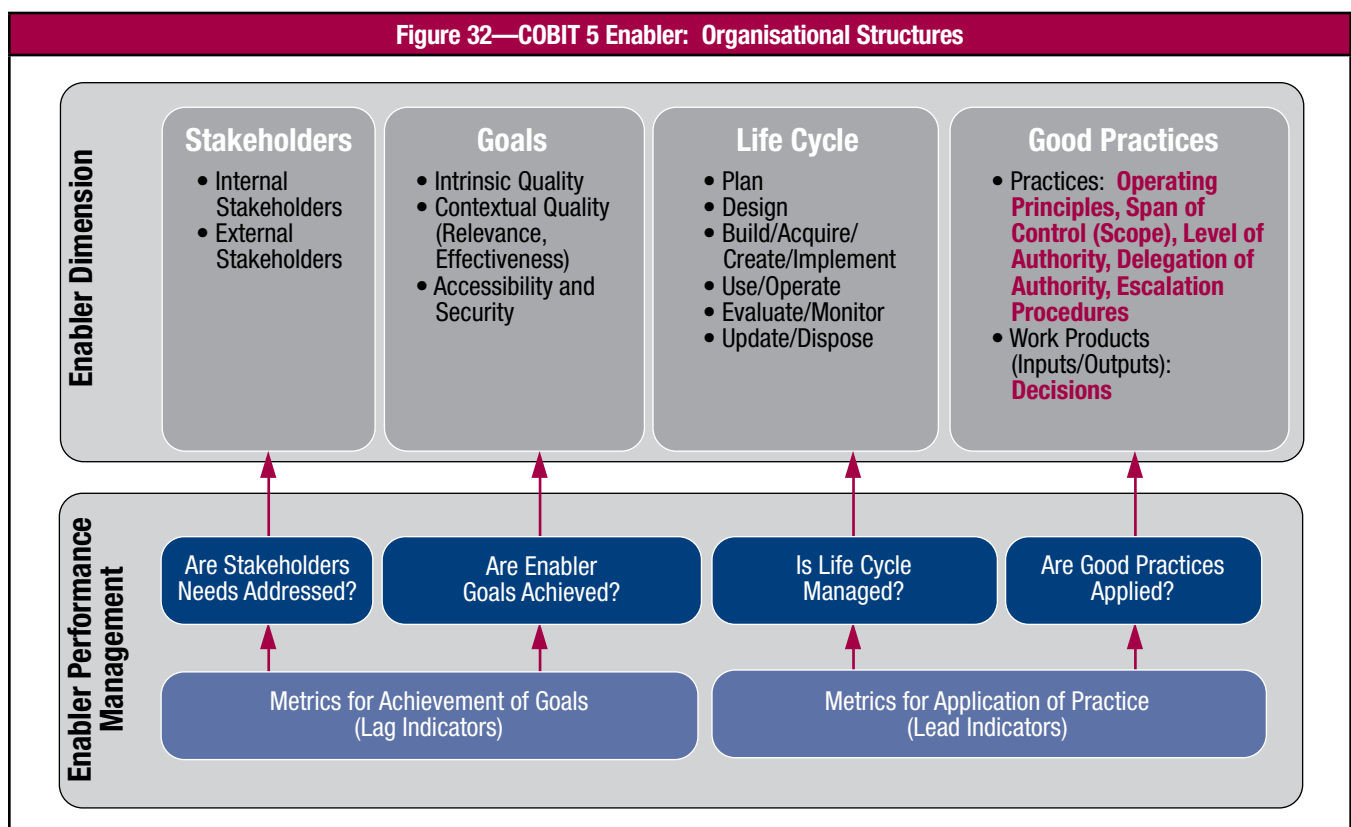 Figure 32—COBIT 5 Enabler: Organisational Structures
Enabler Dimension
Stakeholders
• Internal
Stakeholders
• External
Stakeholders
Goals
• Intrinsic Quality
• Contextual Quality
(Relevance,
Effectiveness)
• Accessibility and
Security
Life Cycle
• Plan
• Design
• Build/Acquire/
Create/Implement
• Use/Operate
• Evaluate/Monitor
• Update/Dispose
Good Practices
• Practices: Operating
Principles, Span of
Control (Scope), Level of
Authority, Delegation of
Authority, Escalation
Procedures
• Work Products
(Inputs/Outputs):
Decisions
Enabler Performance
Management
Are Stakeholders
Needs Addressed?
Are Enabler
Goals Achieved?
Is Life Cycle
Managed?
Are Good Practices
Applied?
Metrics for Achievement of Goals
(Lag Indicators)
Metrics for Application of Practice
(Lead Indicators)